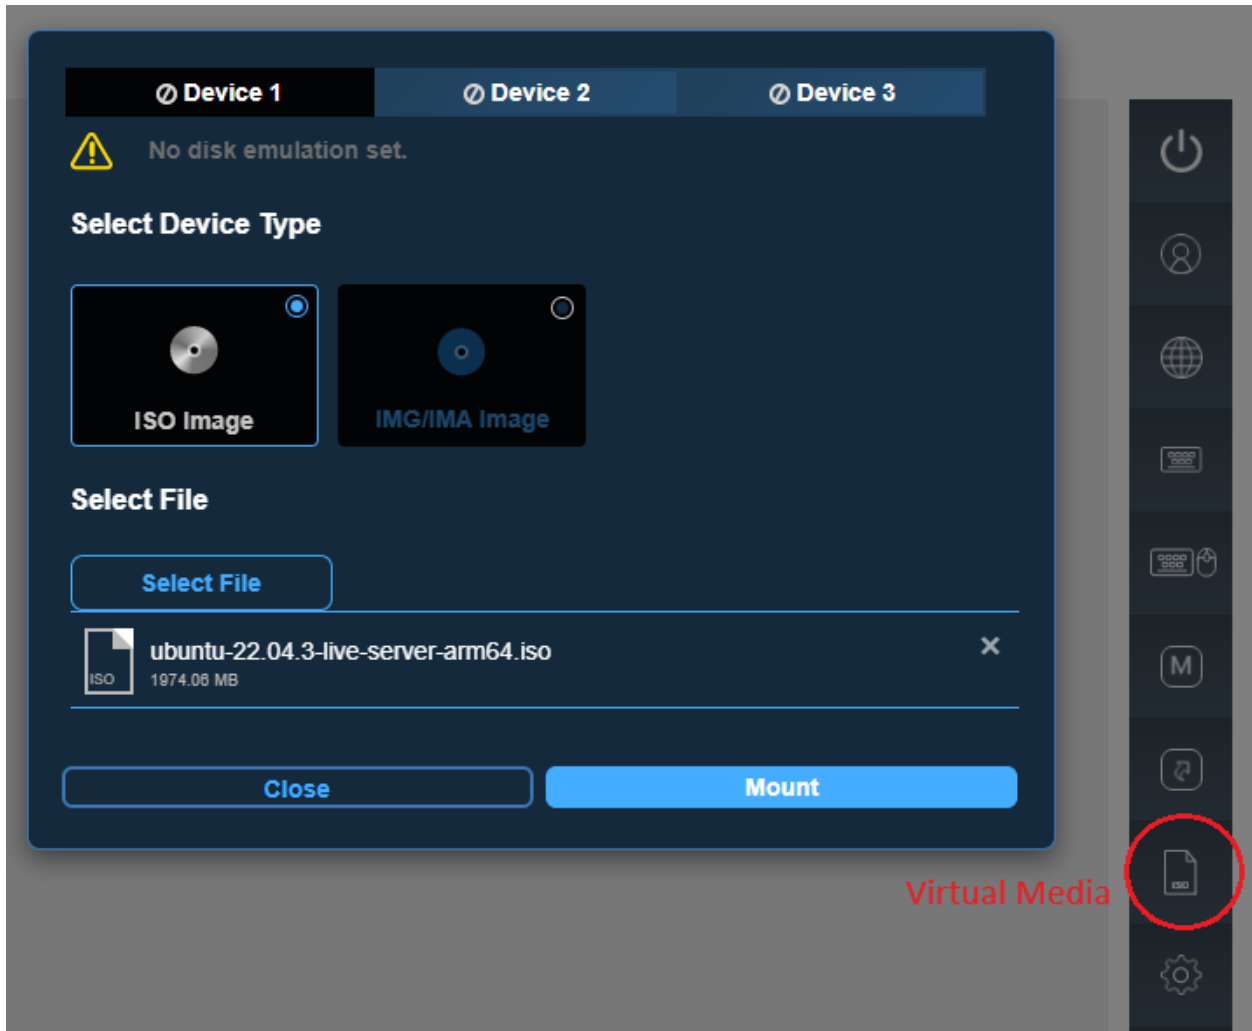 Device 1
Device 2
Device 3
No disk emulation set.
Select Device Type
ISO Image
IMG/IMA Image
Select File
Select File
ISO
ubuntu-22.04.3-live-server-arm64.iso
1974.06 MB
Close
Mount
M
ISO
Virtual Media